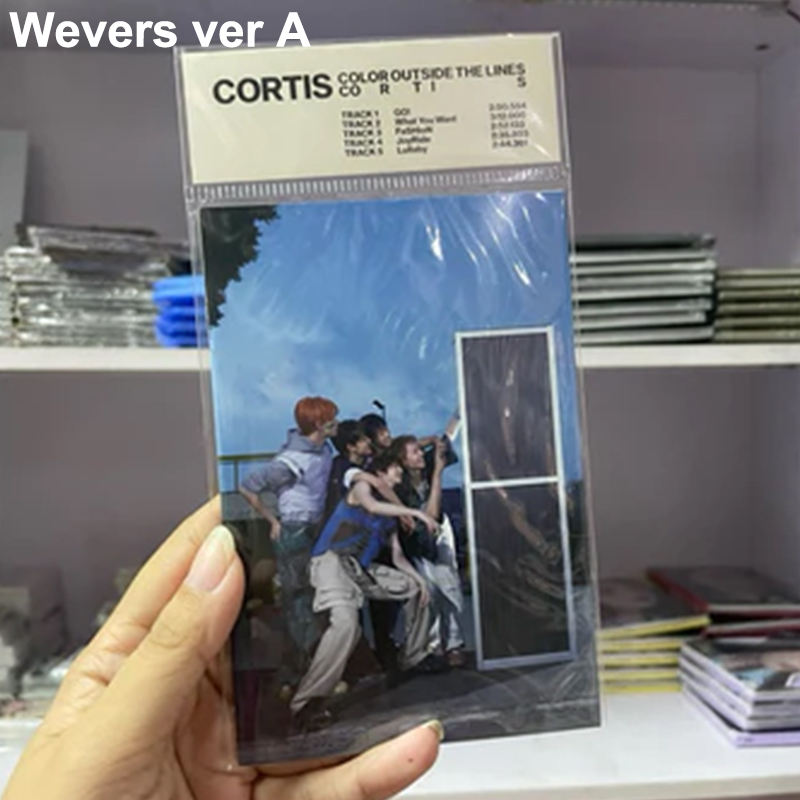 Wevers ver A
CORTIS COLOR OUTSIDE THE LINES
CO R T I S
TRACK 1 GO!
TRACK 2 What You Want
TRACK 3 FaSHioN
TRACK 4 JoyRide
TRACK 5 Lullaby